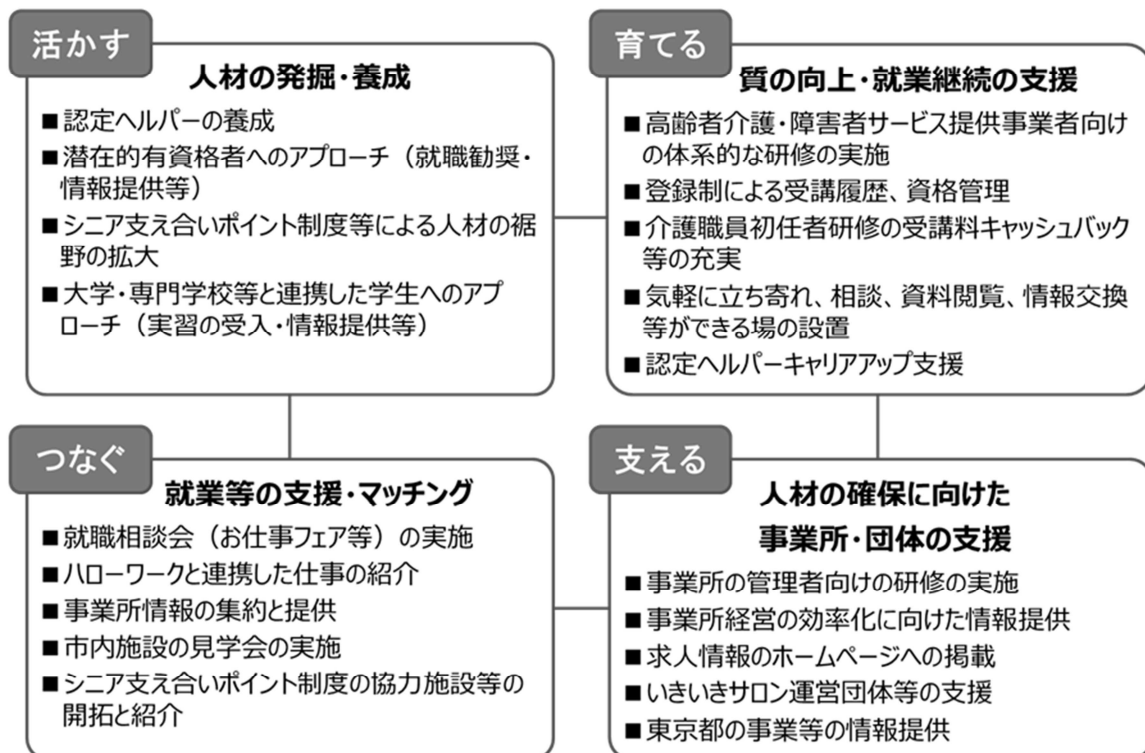 活かす
人材の発掘・養成
■認定ヘルパーの養成
■潜在的有資格者へのアプローチ（就職勧奨・
情報提供等）
■シニア支え合いポイント制度等による人材の裾
野の拡大
■大学・専門学校等と連携した学生へのアプ
ローチ（実習の受入・情報提供等）
育てる
質の向上・就業継続の支援
■高齢者介護・障害者サービス提供事業者向け
の体系的な研修の実施
■登録制による受講履歴、資格管理
■介護職員初任者研修の受講料キャッシュバック
等の充実
■気軽に立ち寄れ、相談、資料閲覧、情報交換
等ができる場の設置
■認定ヘルパーキャリアアップ支援
つなぐ
就業等の支援・マッチング
■就職相談会（お仕事フェア等）の実施
■ハローワークと連携した仕事の紹介
■事業所情報の集約と提供
■市内施設の見学会の実施
■シニア支え合いポイント制度の協力施設等の
開拓と紹介
支える
人材の確保に向けた
事業所・団体の支援
■事業所の管理者向けの研修の実施
■事業所経営の効率化に向けた情報提供
■求人情報のホームページへの掲載
■いきいきサロン運営団体等の支援
■東京都の事業等の情報提供